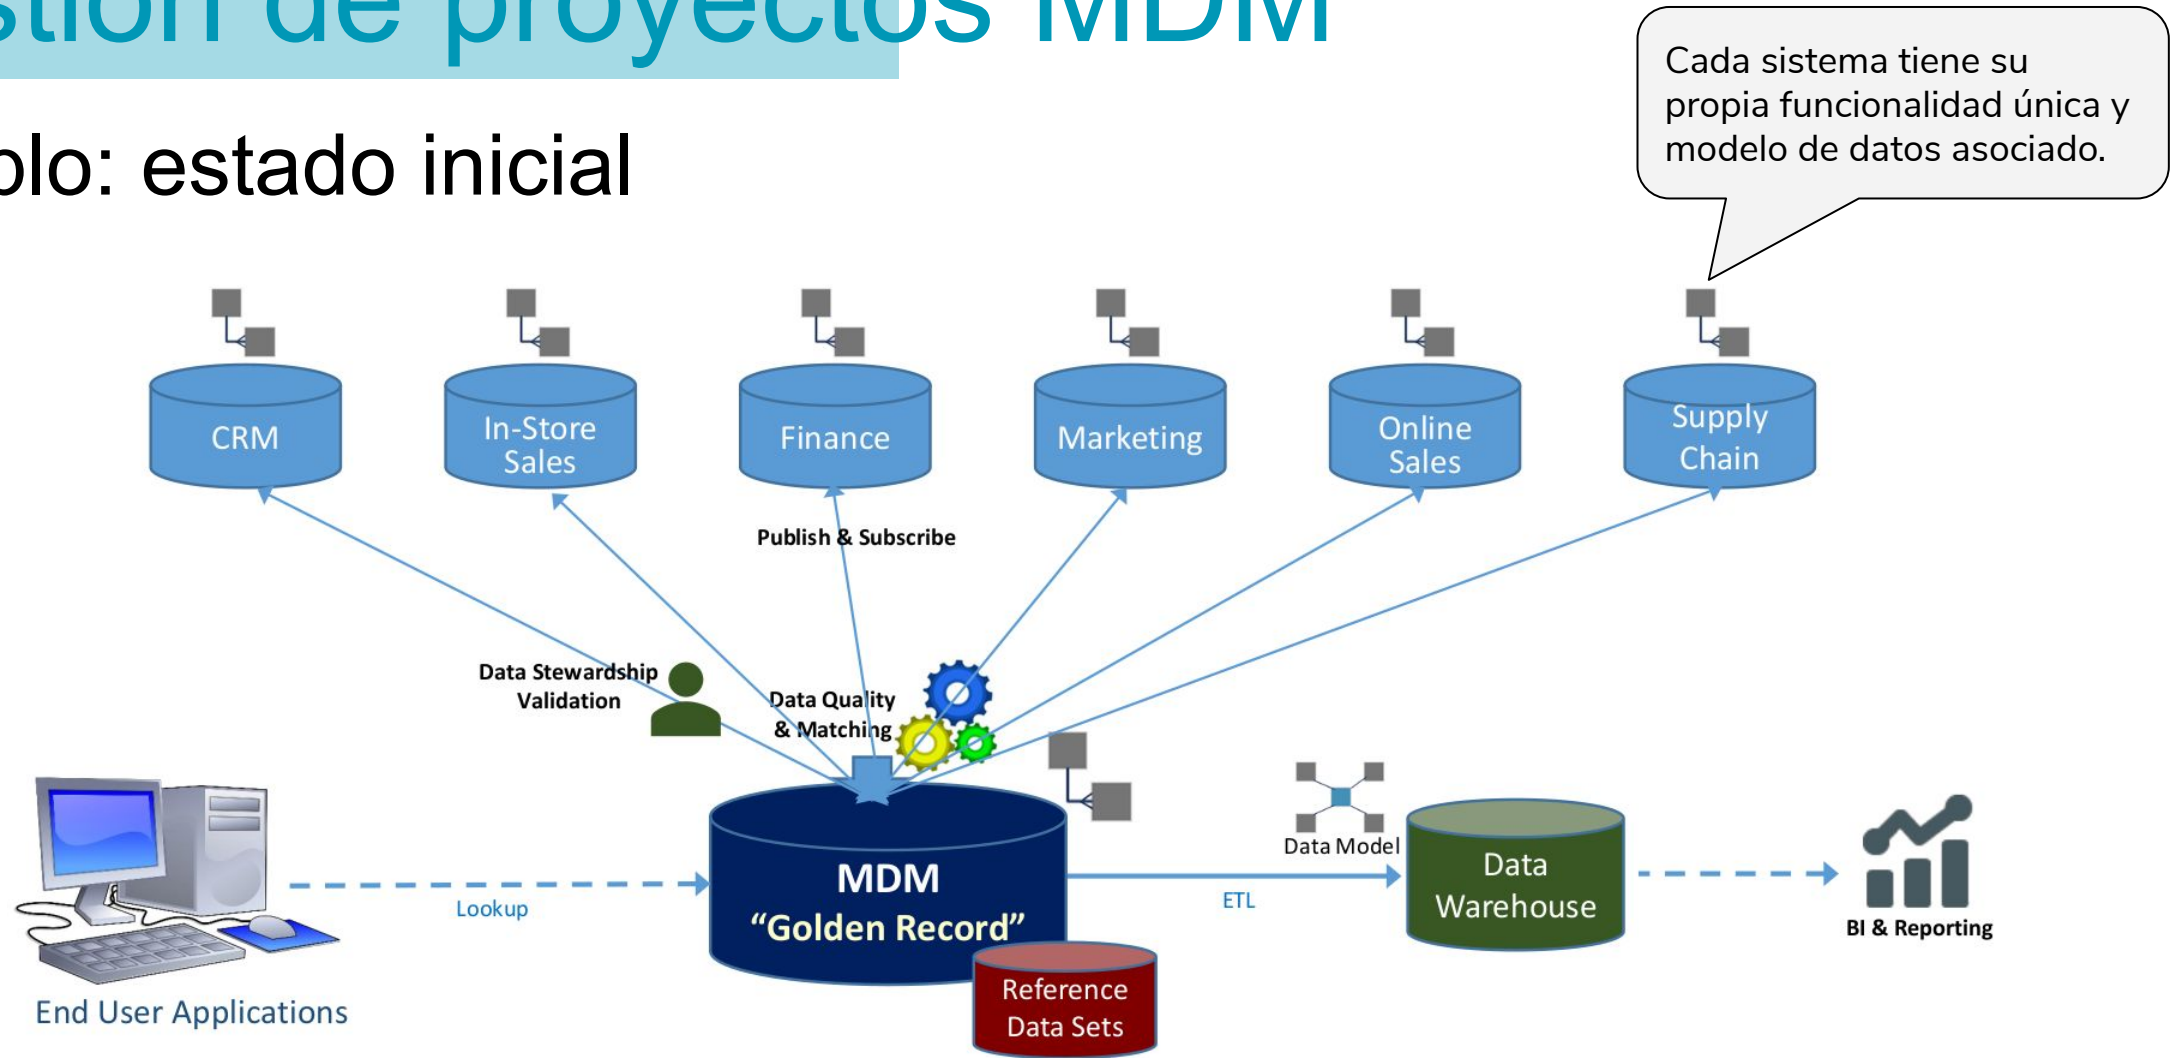 stión de proyectos MDM
plo: estado inicial
Cada sistema tiene su
propia funcionalidad única y
modelo de datos asociado.
CRM
In-Store
Sales
Finance
Marketing
Online
Sales
Supply
Chain
Publish & Subscribe
Data Stewardship
Validation
Data Quality
& Matching
Lookup
MDM
“Golden Record”
Reference
Data Sets
Data Model
ETL
Data
Warehouse
BI & Reporting
End User Applications